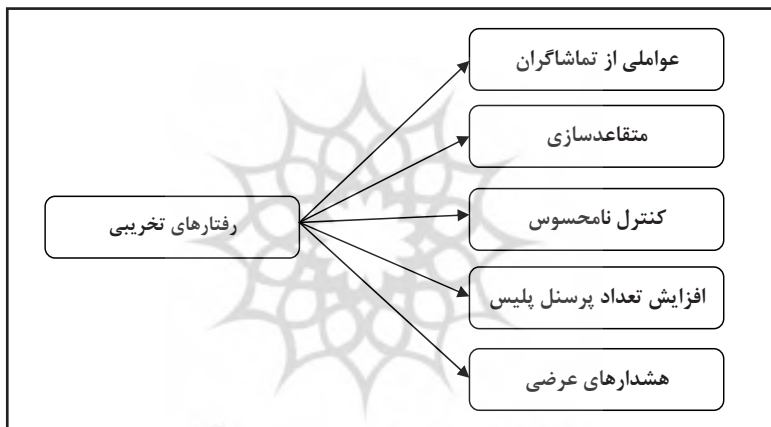 عواملی از تماشاگران
متقاعدسازی
کنترل نامحسوس
رفتارهای تخریبی
افزایش تعداد پرسنل پلیس
هشدارهای عرضی